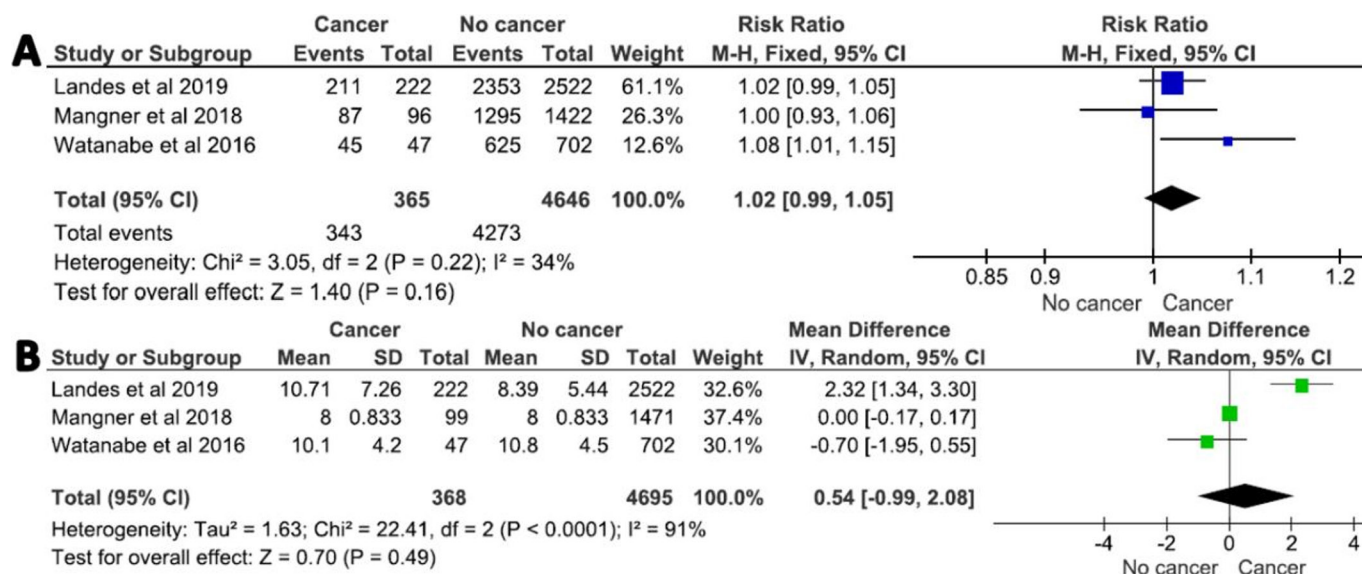 A
Cancer No cancer Risk Ratio Risk Ratio
Study or Subgroup Events Total Events Total Weight M-H, Fixed, 95% CI M-H, Fixed, 95% CI
Landes et al 2019 211 222 2353 2522 61.1% 1.02 [0.99, 1.05]
Mangner et al 2018 87 96 1295 1422 26.3% 1.00 [0.93, 1.06]
Watanabe et al 2016 45 47 625 702 12.6% 1.08 [1.01, 1.15]
Total (95% CI) 365 4646 100.0% 1.02 [0.99, 1.05]
Total events 343 4273
Heterogeneity: Chi² = 3.05, df = 2 (P = 0.22); I² = 34%
Test for overall effect: Z = 1.40 (P = 0.16)
0.85 0.9 1 1.1 1.2
No cancer Cancer
B
Cancer No cancer Mean Difference Mean Difference
Study or Subgroup Mean SD Total Mean SD Total Weight IV, Random, 95% CI IV, Random, 95% CI
Landes et al 2019 10.71 7.26 222 8.39 5.44 2522 32.6% 2.32 [1.34, 3.30]
Mangner et al 2018 8 0.833 99 8 0.833 1471 37.4% 0.00 [-0.17, 0.17]
Watanabe et al 2016 10.1 4.2 47 10.8 4.5 702 30.1% -0.70 [-1.95, 0.55]
Total (95% CI) 368 4695 100.0% 0.54 [-0.99, 2.08]
Heterogeneity: Tau² = 1.63; Chi² = 22.41, df = 2 (P < 0.0001); I² = 91%
Test for overall effect: Z = 0.70 (P = 0.49)
-4 -2 0 2 4
No cancer Cancer